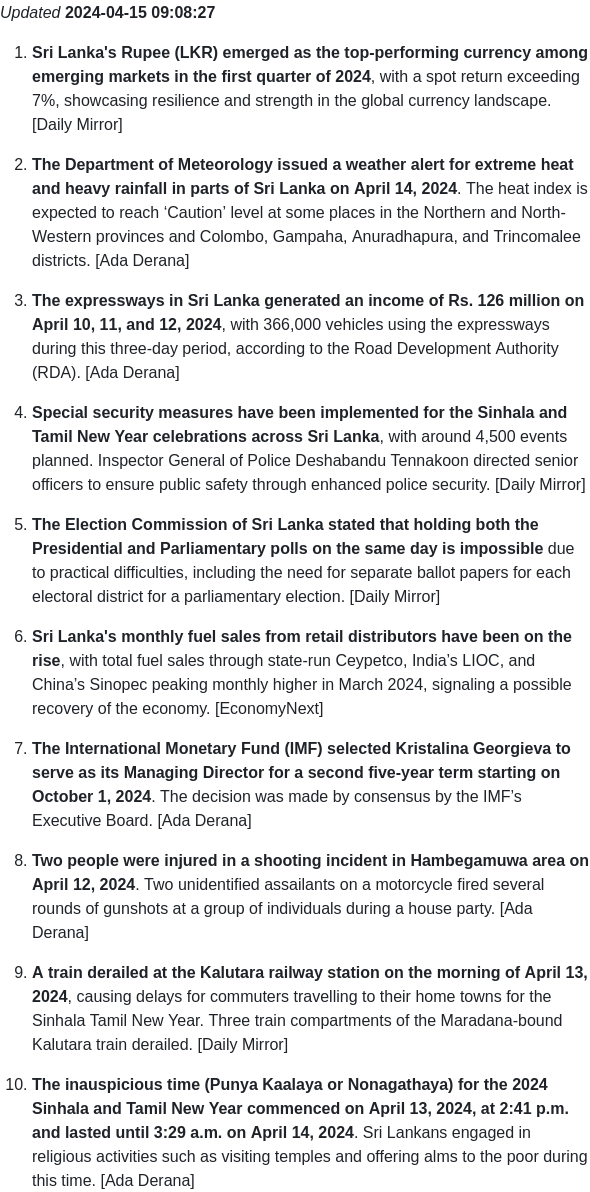 Updated 2024-04-15 09:08:27
1. Sri Lanka's Rupee (LKR) emerged as the top-performing currency among
emerging markets in the first quarter of 2024, with a spot return exceeding
7%, showcasing resilience and strength in the global currency landscape.
[Daily Mirror]
2. The Department of Meteorology issued a weather alert for extreme heat
and heavy rainfall in parts of Sri Lanka on April 14, 2024. The heat index is
expected to reach ‘Caution’ level at some places in the Northern and North-
Western provinces and Colombo, Gampaha, Anuradhapura, and Trincomalee
districts. [Ada Derana]
3. The expressways in Sri Lanka generated an income of Rs. 126 million on
April 10, 11, and 12, 2024, with 366,000 vehicles using the expressways
during this three-day period, according to the Road Development Authority
(RDA). [Ada Derana]
4. Special security measures have been implemented for the Sinhala and
Tamil New Year celebrations across Sri Lanka, with around 4,500 events
planned. Inspector General of Police Deshabandu Tennakoon directed senior
officers to ensure public safety through enhanced police security. [Daily Mirror]
5. The Election Commission of Sri Lanka stated that holding both the
Presidential and Parliamentary polls on the same day is impossible due
to practical difficulties, including the need for separate ballot papers for each
electoral district for a parliamentary election. [Daily Mirror]
6. Sri Lanka's monthly fuel sales from retail distributors have been on the
rise, with total fuel sales through state-run Ceypetco, India’s LIOC, and
China’s Sinopec peaking monthly higher in March 2024, signaling a possible
recovery of the economy. [EconomyNext]
7. The International Monetary Fund (IMF) selected Kristalina Georgieva to
serve as its Managing Director for a second five-year term starting on
October 1, 2024. The decision was made by consensus by the IMF’s
Executive Board. [Ada Derana]
8. Two people were injured in a shooting incident in Hambegamuwa area on
April 12, 2024. Two unidentified assailants on a motorcycle fired several
rounds of gunshots at a group of individuals during a house party. [Ada
Derana]
9. A train derailed at the Kalutara railway station on the morning of April 13,
2024, causing delays for commuters travelling to their home towns for the
Sinhala Tamil New Year. Three train compartments of the Maradana-bound
Kalutara train derailed. [Daily Mirror]
10. The inauspicious time (Punya Kaalaya or Nonagathaya) for the 2024
Sinhala and Tamil New Year commenced on April 13, 2024, at 2:41 p.m.
and lasted until 3:29 a.m. on April 14, 2024. Sri Lankans engaged in
religious activities such as visiting temples and offering alms to the poor during
this time. [Ada Derana]